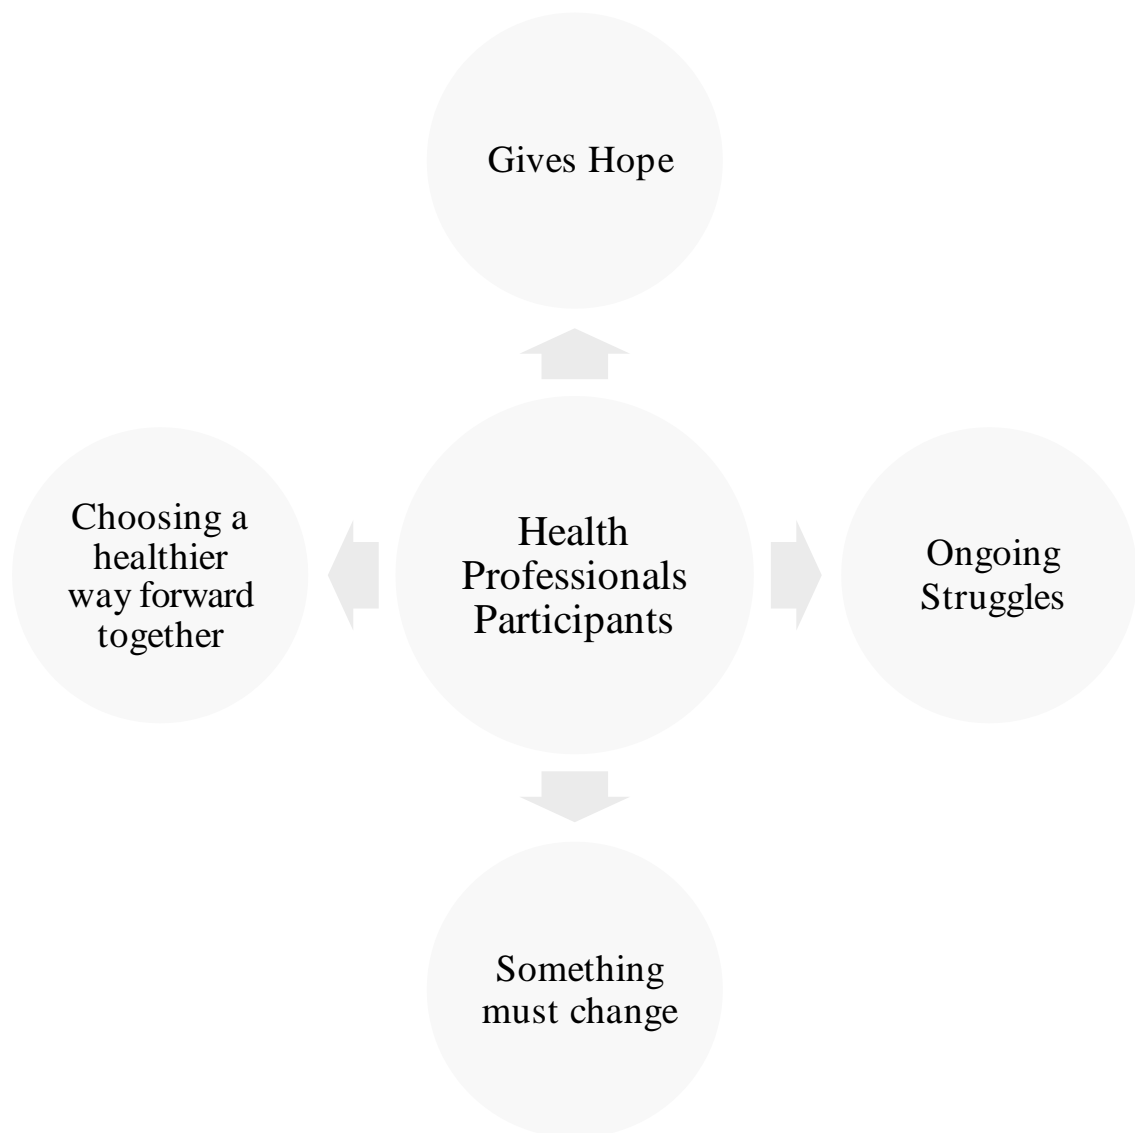 Gives Hope
Choosing a
healthier
way forward
together
Health
Professionals
Participants
Ongoing
Struggles
Something
must change